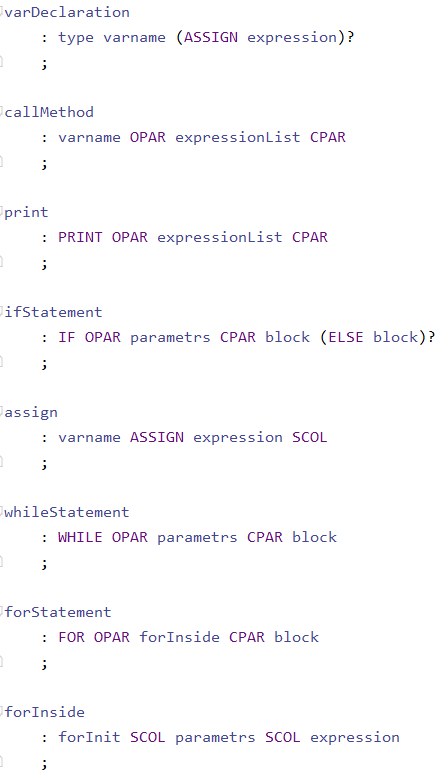 varDeclaration
: type varname (ASSIGN expression)?
;
callMethod
: varname OPAR expressionList CPAR
;
print
: PRINT OPAR expressionList CPAR
;
ifStatement
: IF OPAR parametrs CPAR block (ELSE block)?
;
assign
: varname ASSIGN expression SCOL
;
whileStatement
: WHILE OPAR parametrs CPAR block
;
forStatement
: FOR OPAR forInside CPAR block
;
forInside
: forInit SCOL parametrs SCOL expression
;